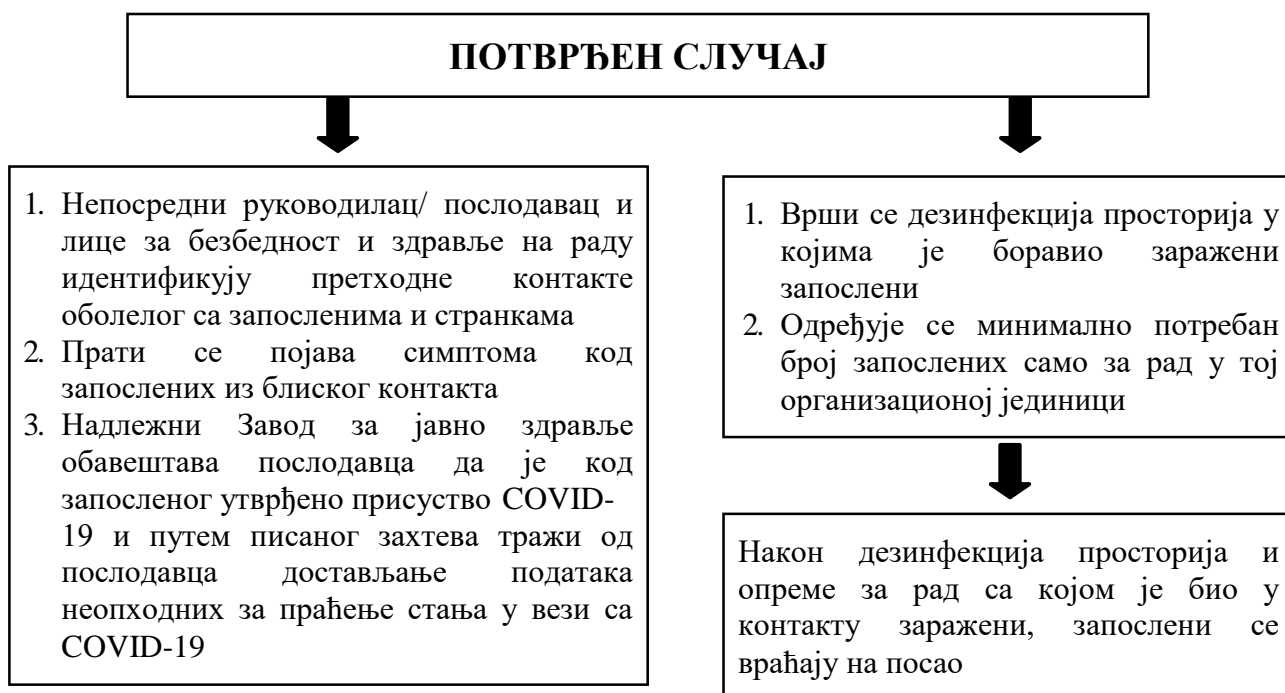 ПОТВРЂЕН СЛУЧАЈ
1. Непосредни руководилац/ послодавац и
лице за безбедност и здравље на раду
идентификују претходне контакте
оболелог са запосленима и странкама
2. Прати се појава симптома код
запослених из блиског контакта
3. Надлежни Завод за јавно здравље
обавештава послодавца да је код
запосленог утврђено присуство COVID-
19 и путем писаног захтева тражи од
послодавца достављање података
неопходних за праћење стања у вези са
COVID-19
1. Врши се дезинфекција просторија у
којима је боравио заражени
запослени
2. Одређује се минимално потребан
број запослених само за рад у тој
организационој јединици
Након дезинфекција просторија и
опреме за рад са којом је био у
контакту заражени, запослени се
враћају на посао